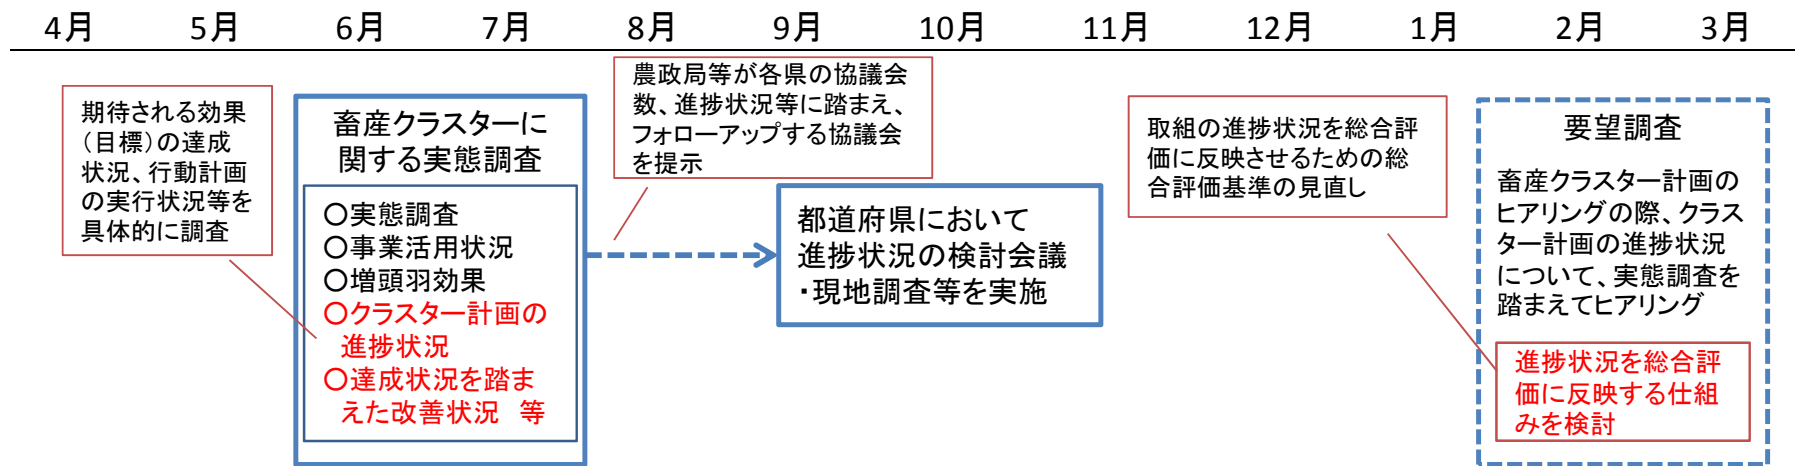 4月 5月 6月 7月 8月 9月 10月 11月 12月 1月 2月 3月
期待される効果
(目標)の達成
状況、行動計画
の実行状況等を
具体的に調査
畜産クラスターに
関する実態調査
○実態調査
○事業活用状況
○増頭羽効果
○クラスター計画の
進捗状況
○達成状況を踏ま
えた改善状況 等
農政局等が各県の協議会
数、進捗状況等に踏まえ、
フォローアップする協議会
を提示
都道府県において
進捗状況の検討会議
・現地調査等を実施
取組の進捗状況を総合評
価に反映させるための総
合評価基準の見直し
要望調査
畜産クラスター計画の
ヒアリングの際、クラス
ター計画の進捗状況
について、実態調査を
踏まえてヒアリング
進捗状況を総合評
価に反映する仕組
みを検討